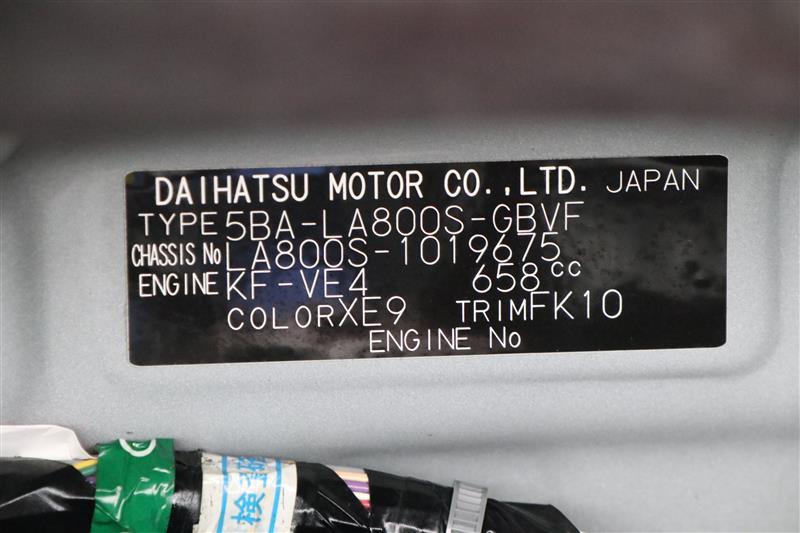 DAIHATSU MOTOR CO.,LTD. JAPAN
TYPE 5BA-LA800S-GBVF
CHASSIS No LA800S-1019675
ENGINE KF-VE4 658cc
COLOR XE9 TRIM FK10
ENGINE No
検